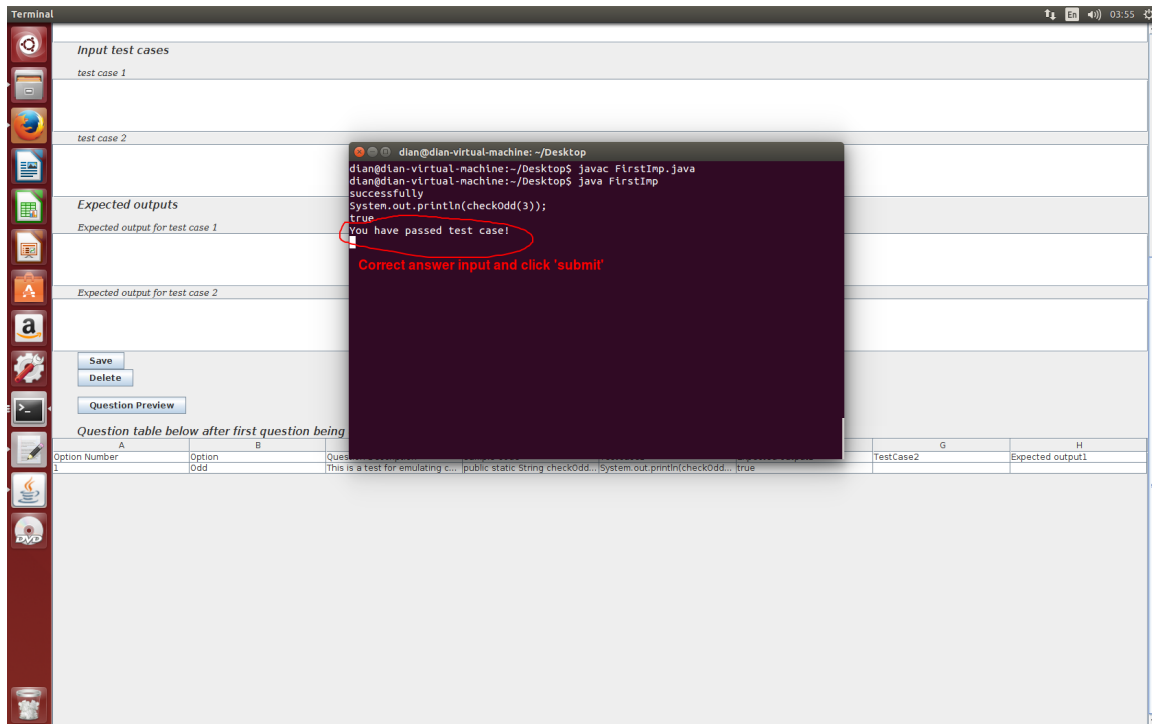 Terminal
En
03:55
Input test cases
test case 1
test case 2
dian@dian-virtual-machine: ~/Desktop
dian@dian-virtual-machine:~/Desktop$ javac FirstImp.java
dian@dian-virtual-machine:~/Desktop$ java FirstImp
successfully
System.out.println(checkOdd(3));
true
You have passed test case!
Correct answer input and click 'submit'
Expected outputs
Expected output for test case 1
Expected output for test case 2
Save
Delete
Question Preview
Question table below after first question being
A B G H
Option Number Option TestCase2 Expected output1
1 Odd This is a test for emulating c... public static String checkOdd... System.out.println(checkOdd... true